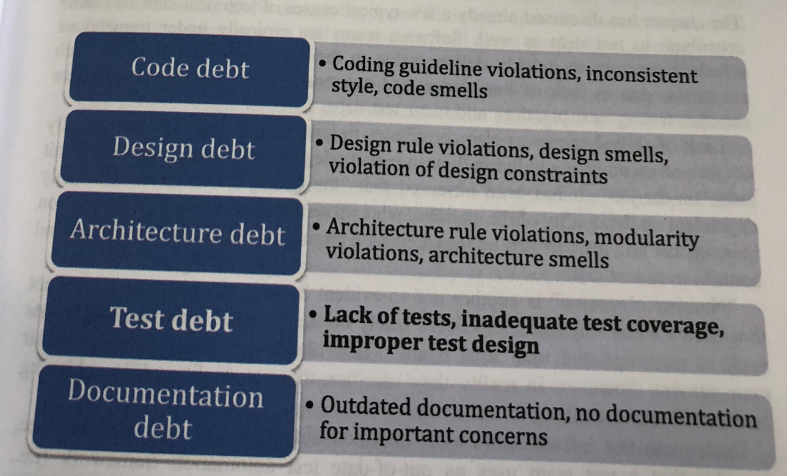 Code debt
• Coding guideline violations, inconsistent
style, code smells
Design debt
• Design rule violations, design smells,
violation of design constraints
Architecture debt
• Architecture rule violations, modularity
violations, architecture smells
Test debt
• Lack of tests, inadequate test coverage,
improper test design
Documentation
debt
• Outdated documentation, no documentation
for important concerns